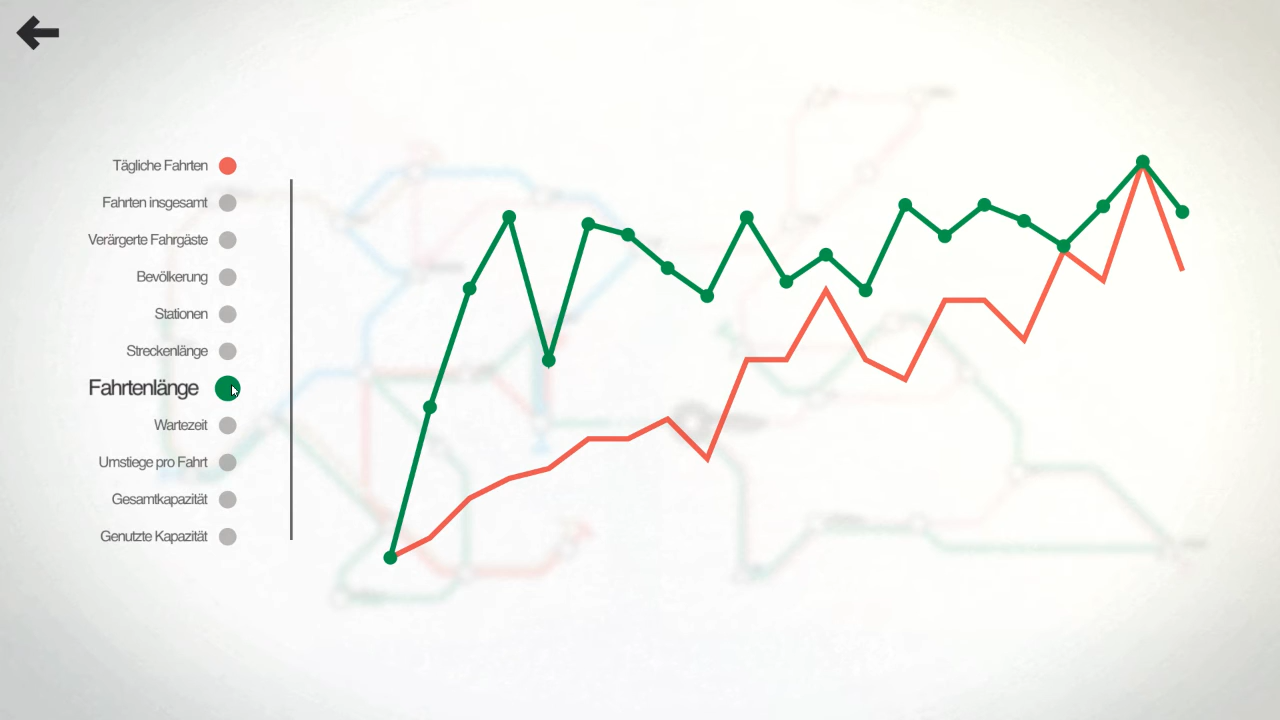 Tägliche Fahrten
Fahrten insgesamt
Verärgerte Fahrgäste
Bevölkerung
Stationen
Streckenlänge
Fahrtenlänge
Wartezeit
Umstiege pro Fahrt
Gesamtkapazität
Genutzte Kapazität